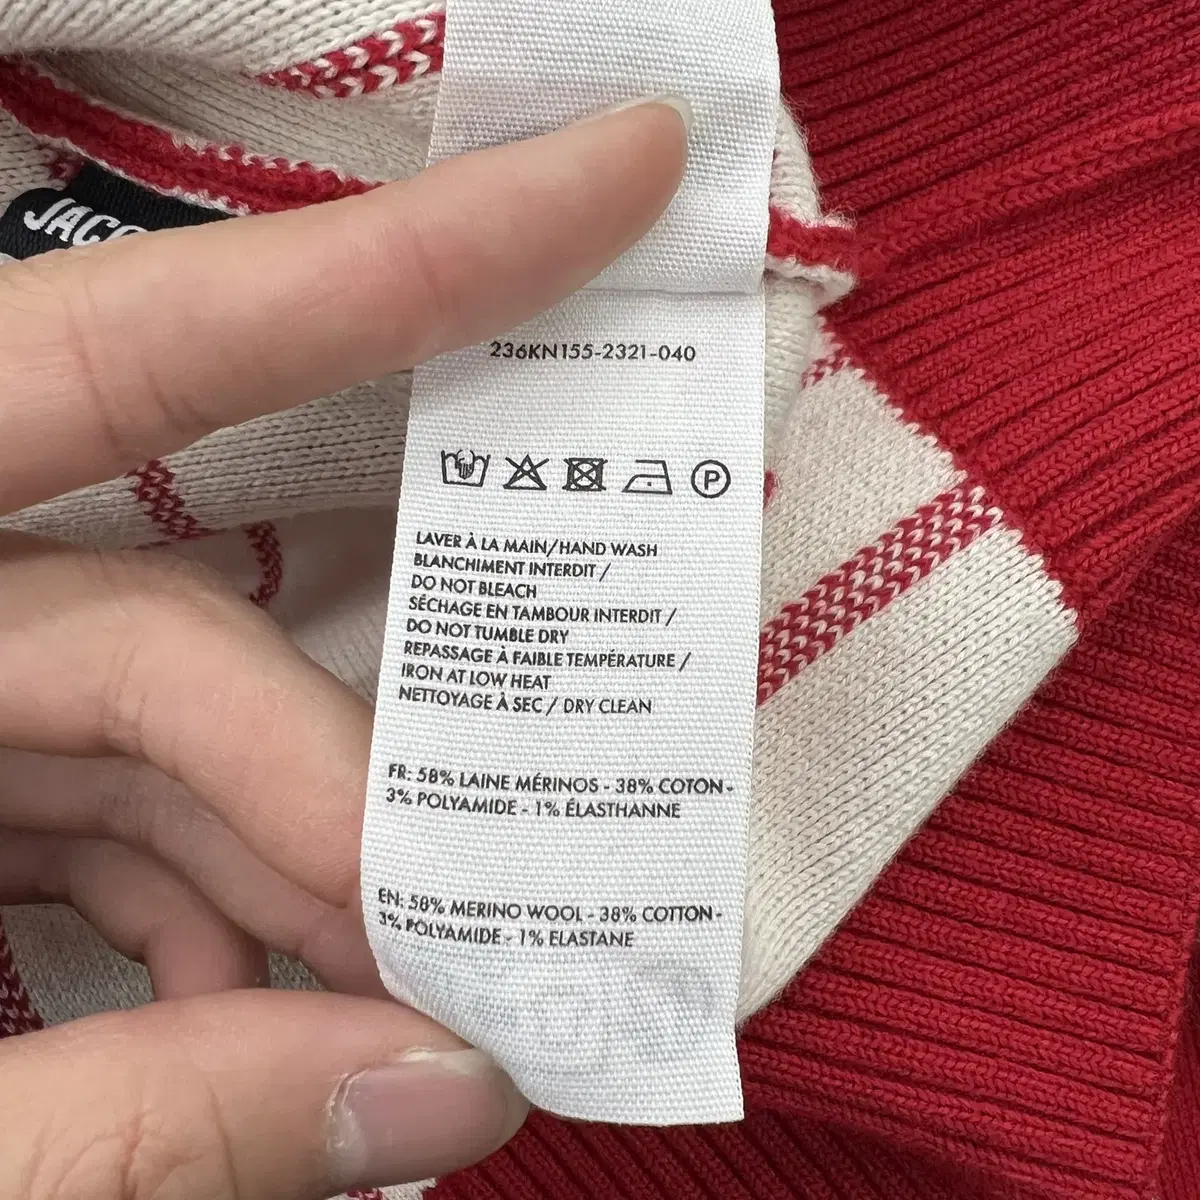 JACQ
236KN155-2321-040
P
LAVER À LA MAIN/HAND WASH
BLANCHIMENT INTERDIT /
DO NOT BLEACH
SÉCHAGE EN TAMBOUR INTERDIT /
DO NOT TUMBLE DRY
REPASSAGE À FAIBLE TEMPÉRATURE /
IRON AT LOW HEAT
NETTOYAGE À SEC / DRY CLEAN
FR: 58% LAINE MÉRINOS - 38% COTON -
3% POLYAMIDE - 1% ÉLASTHANNE
EN: 58% MERINO WOOL - 38% COTTON -
3% POLYAMIDE - 1% ELASTANE